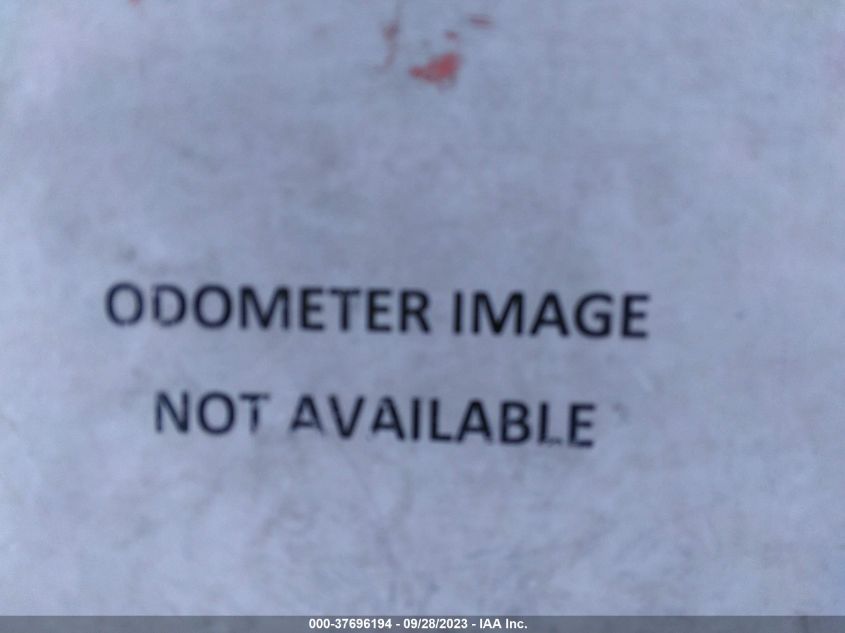 ODOMETER IMAGE
NOT AVAILABLE
000-37696194 - 09/28/2023 - IAA Inc.